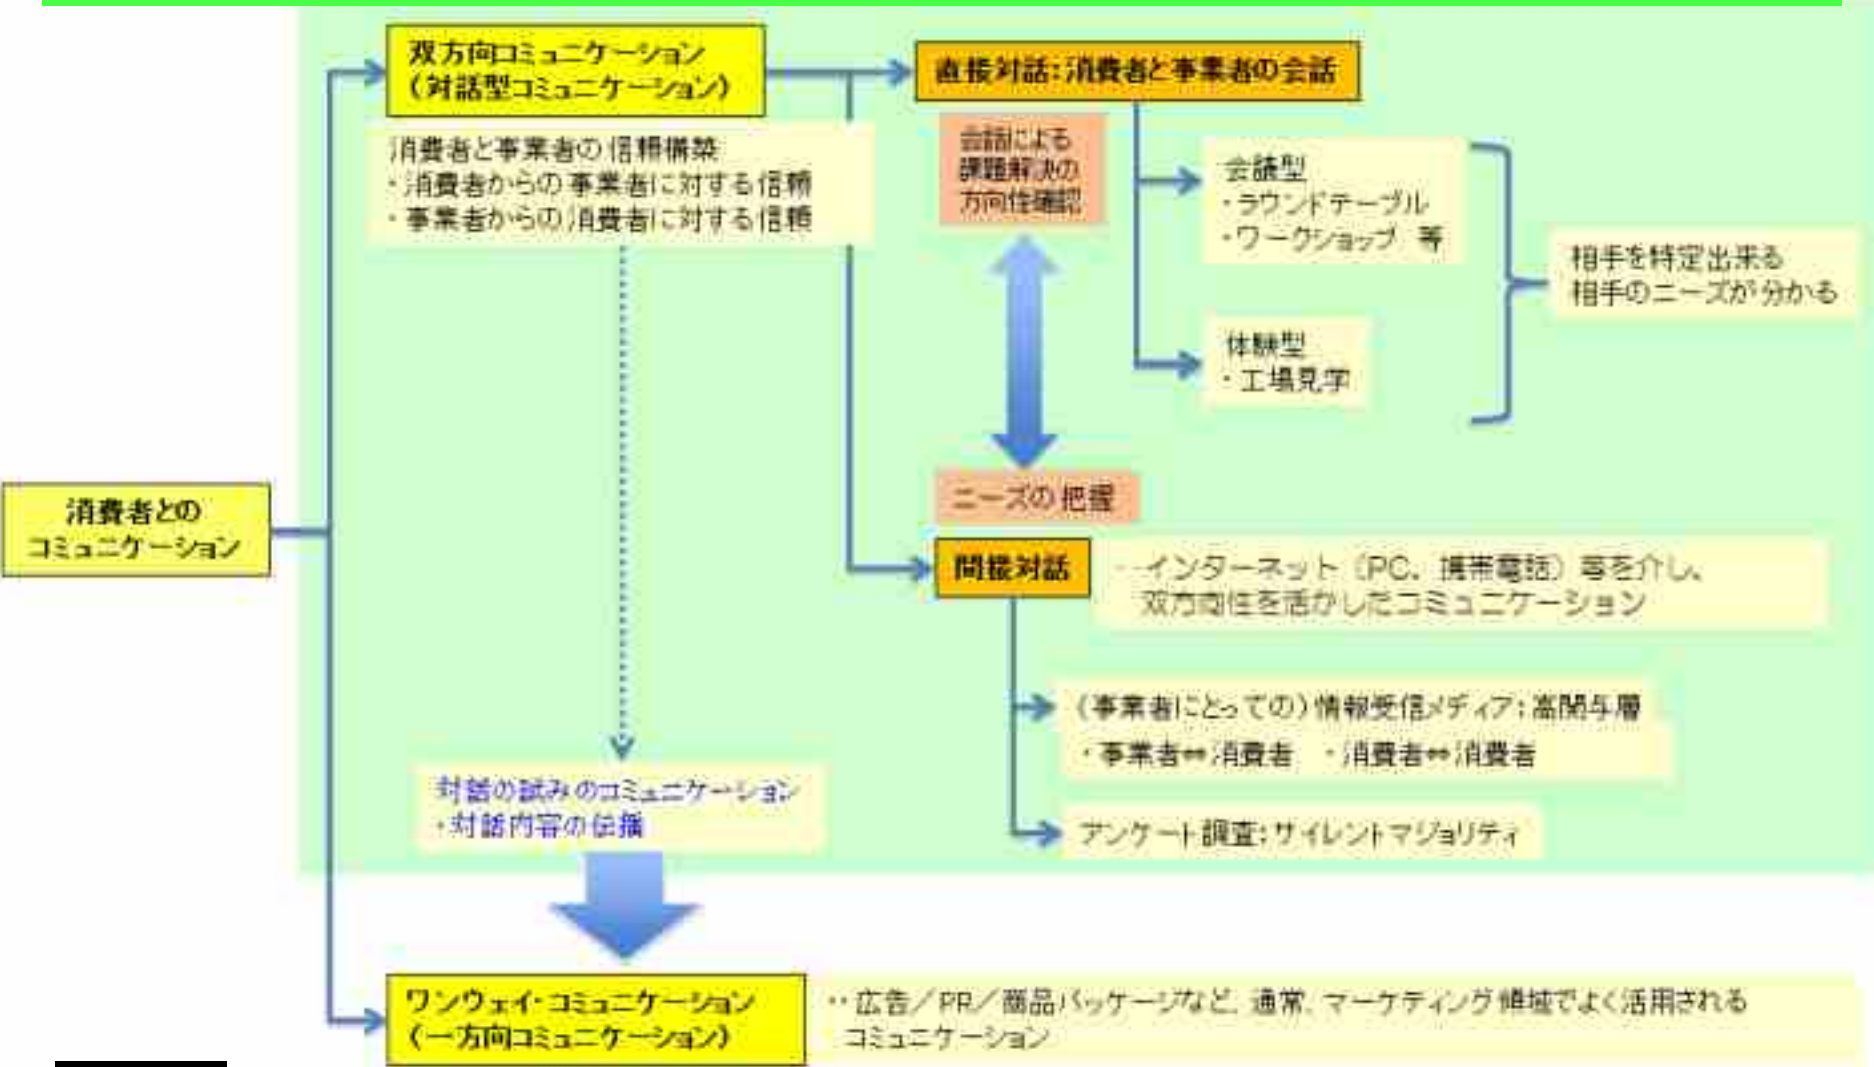 双方向コミュニケーション
(対話型コミュニケーション)
消費者と事業者の信頼構築
・消費者からの事業者に対する信頼
・事業者からの消費者に対する信頼
直接対話:消費者と事業者の会話
会話による
課題解決の
方向性確認
会議型
・ラウンドテーブル
・ワークショップ 等
相手を特定出来る
相手のニーズが分かる
体験型
・工場見学
消費者との
コミュニケーション
ニーズの把握
間接対話
・インターネット(PC、携帯電話)等を介し、
双方向性を活かしたコミュニケーション
(事業者にとっての)情報受信メディア:高関与層
・事業者⇔消費者 ・消費者⇔消費者
アンケート調査:サイレントマジョリティ
対話の試みのコミュニケーション
・対話内容の伝播
ワンウェイ・コミュニケーション
(一方向コミュニケーション)
・・広告/PR/商品パッケージなど、通常、マーケティング領域でよく活用される
コミュニケーション